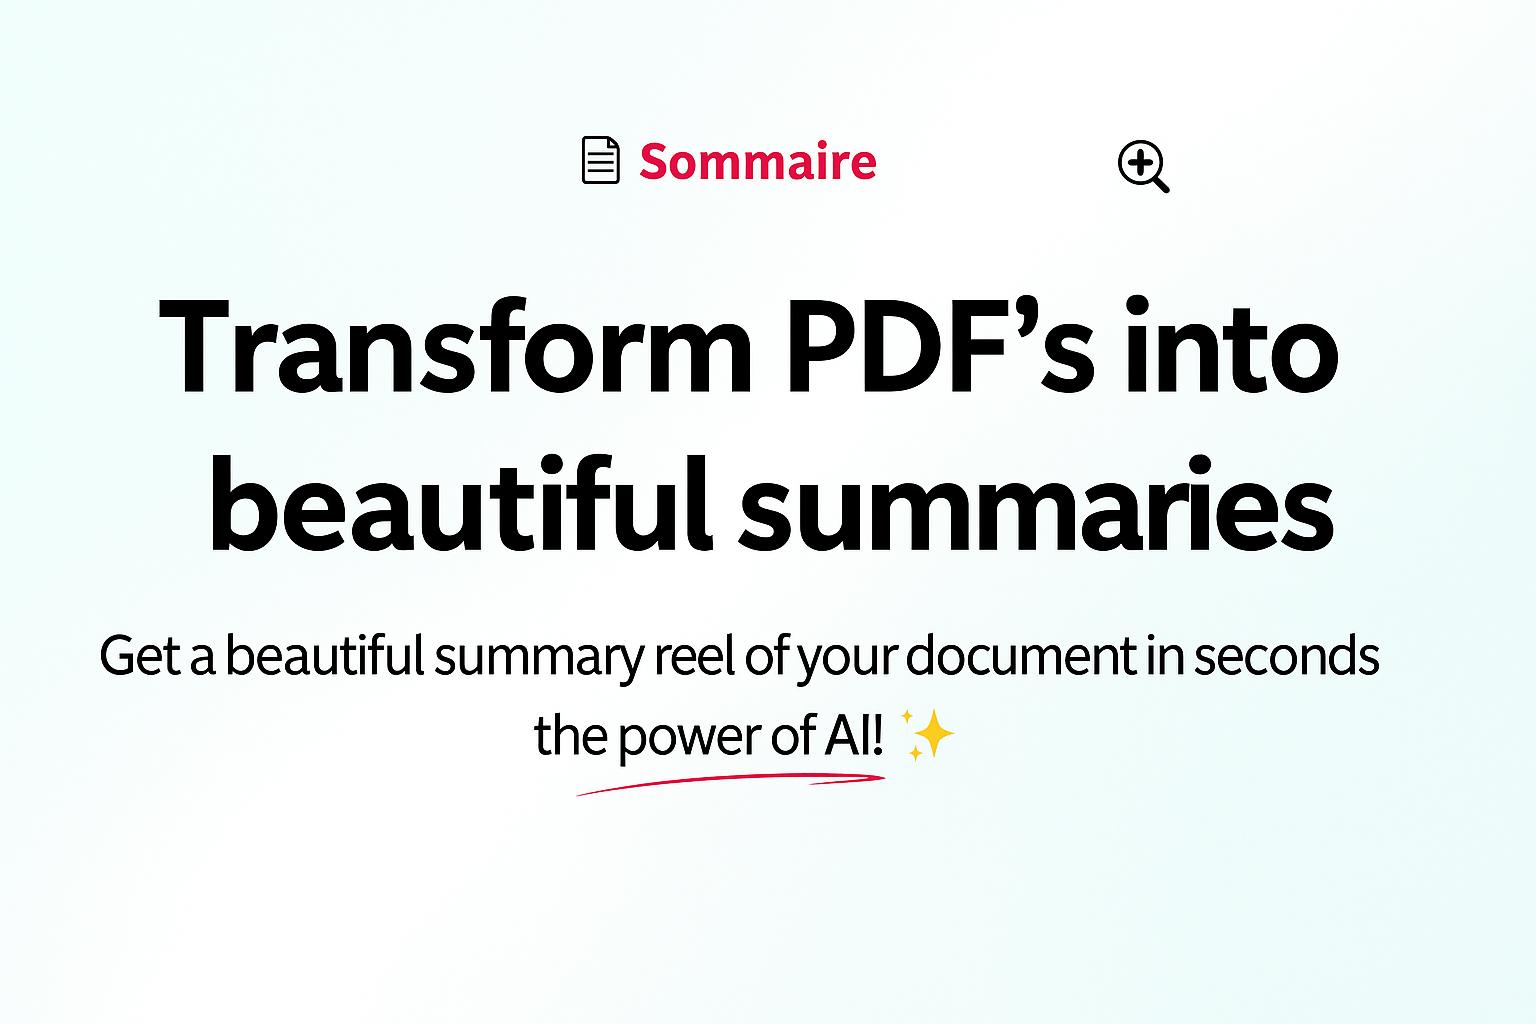 Sommaire
Transform PDF’s into
beautiful summaries
Get a beautiful summary reel of your document in seconds
the power of AI! ✨